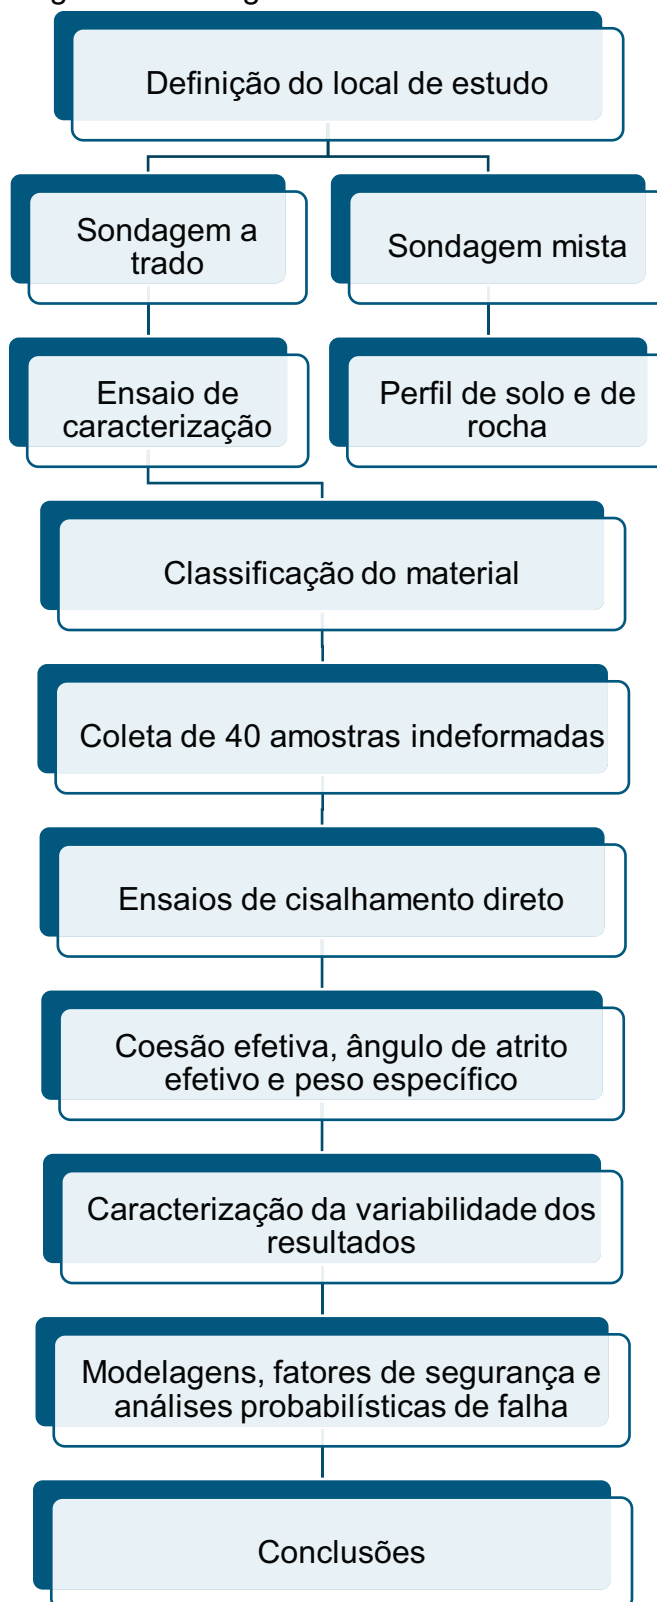 Definição do local de estudo
Sondagem a
trado
Sondagem mista
Ensaio de
caracterização
Perfil de solo e de
rocha
Classificação do material
Coleta de 40 amostras indeformadas
Ensaios de cisalhamento direto
Coesão efetiva, ângulo de atrito
efetivo e peso específico
Caracterização da variabilidade dos
resultados
Modelagens, fatores de segurança e
análises probabilísticas de falha
Conclusões